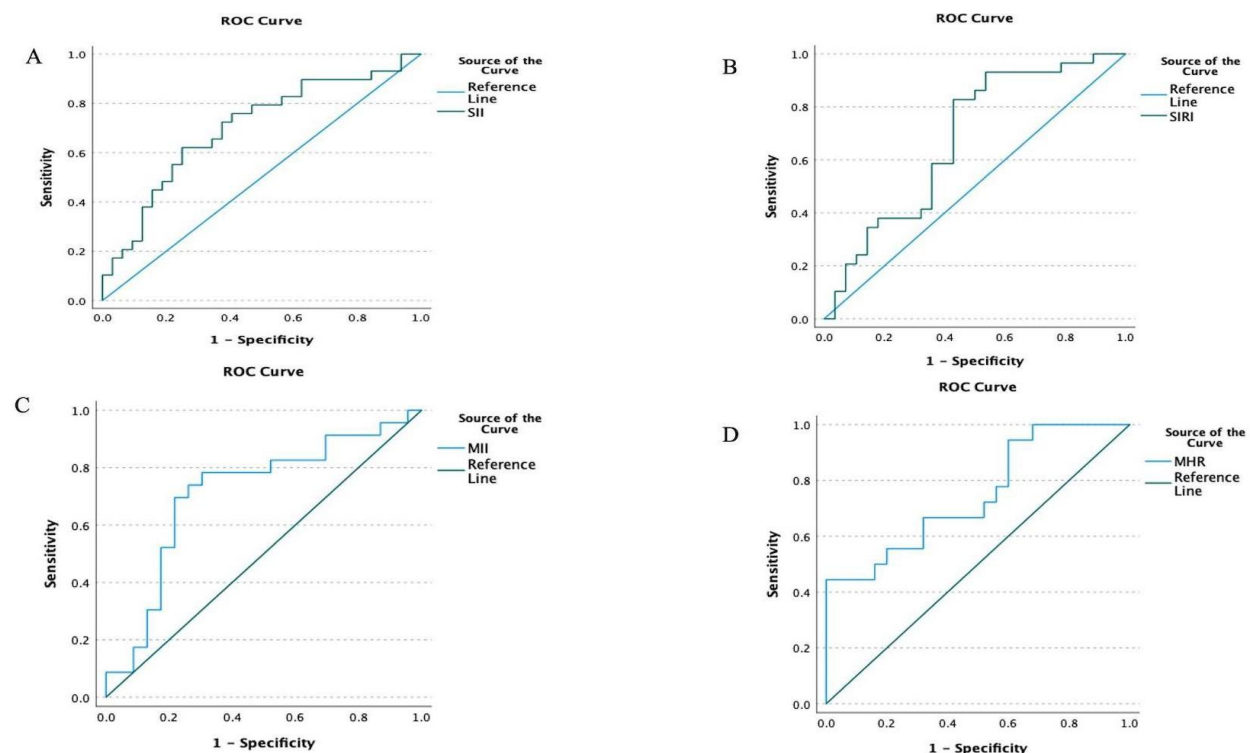 ROC Curve
A
Source of the
Curve
Reference
Line
SII
Sensitivity
1.0
0.8
0.6
0.4
0.2
0.0
0.0 0.2 0.4 0.6 0.8 1.0
1 – Specificity
ROC Curve
B
Source of the
Curve
Reference
Line
SIRI
Sensitivity
1.0
0.8
0.6
0.4
0.2
0.0
0.0 0.2 0.4 0.6 0.8 1.0
1 – Specificity
ROC Curve
C
Source of the
Curve
MII
Reference
Line
Sensitivity
1.0
0.8
0.6
0.4
0.2
0.0
0.0 0.2 0.4 0.6 0.8 1.0
1 – Specificity
ROC Curve
D
Source of the
Curve
MHR
Reference
Line
Sensitivity
1.0
0.8
0.6
0.4
0.2
0.0
0.0 0.2 0.4 0.6 0.8 1.0
1 – Specificity